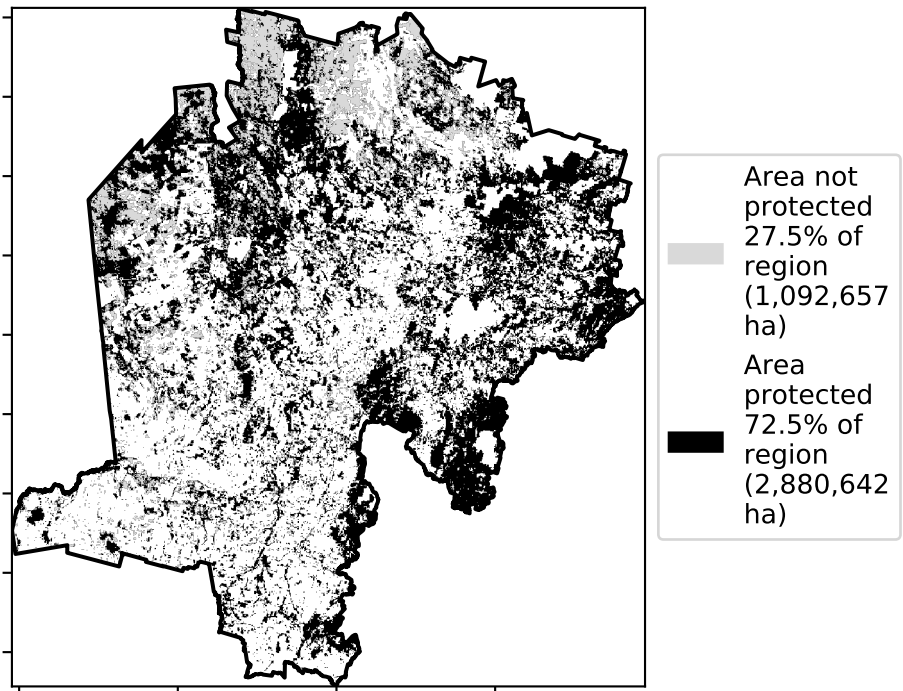 Area not
protected
27.5% of
region
(1,092,657
ha)
Area
protected
72.5% of
region
(2,880,642
ha)